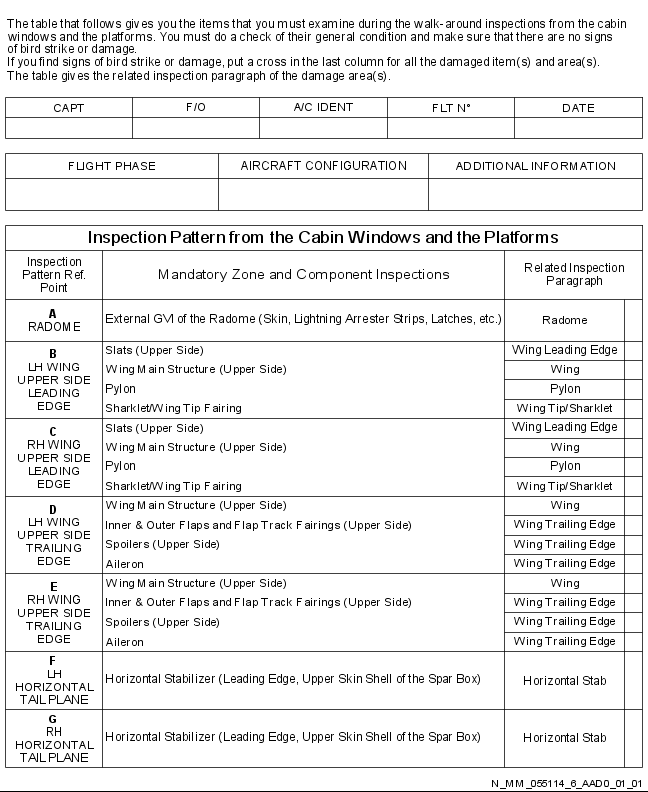 The table that follows gives you the items that you must examine during the walk-around inspections from the cabin
windows and the platforms. You must do a check of their general condition and make sure that there are no signs
of bird strike or damage.
If you find signs of bird strike or damage, put a cross in the last column for all the damaged item(s) and area(s).
The table gives the related inspection paragraph of the damage area(s).
CAPT F/O A/C IDENT FLT N° DATE
FLIGHT PHASE AIRCRAFT CONFIGURATION ADDITIONAL INFORMATION
Inspection Pattern from the Cabin Windows and the Platforms
Inspection
Pattern Ref.
Point
Mandatory Zone and Component Inspections
Related Inspection
Paragraph
A
RADOME
External GVI of the Radome (Skin, Lightning Arrester Strips, Latches, etc.)
Radome
B
LH WING
UPPER SIDE
LEADING
EDGE
Slats (Upper Side) Wing Leading Edge
Wing Main Structure (Upper Side) Wing
Pylon Pylon
Sharklet/Wing Tip Fairing Wing Tip/Sharklet
C
RH WING
UPPER SIDE
LEADING
EDGE
Slats (Upper Side) Wing Leading Edge
Wing Main Structure (Upper Side) Wing
Pylon Pylon
Sharklet/Wing Tip Fairing Wing Tip/Sharklet
D
LH WING
UPPER SIDE
TRAILING
EDGE
Wing Main Structure (Upper Side) Wing
Inner & Outer Flaps and Flap Track Fairings (Upper Side) Wing Trailing Edge
Spoilers (Upper Side) Wing Trailing Edge
Aileron Wing Trailing Edge
E
RH WING
UPPER SIDE
TRAILING
EDGE
Wing Main Structure (Upper Side) Wing
Inner & Outer Flaps and Flap Track Fairings (Upper Side) Wing Trailing Edge
Spoilers (Upper Side) Wing Trailing Edge
Aileron Wing Trailing Edge
F
LH
HORIZONTAL
TAILPLANE
Horizontal Stabilizer (Leading Edge, Upper Skin Shell of the Spar Box) Horizontal Stab
G
RH
HORIZONTAL
TAILPLANE
Horizontal Stabilizer (Leading Edge, Upper Skin Shell of the Spar Box) Horizontal Stab
N_MM_055114_6_AAD0_01_01